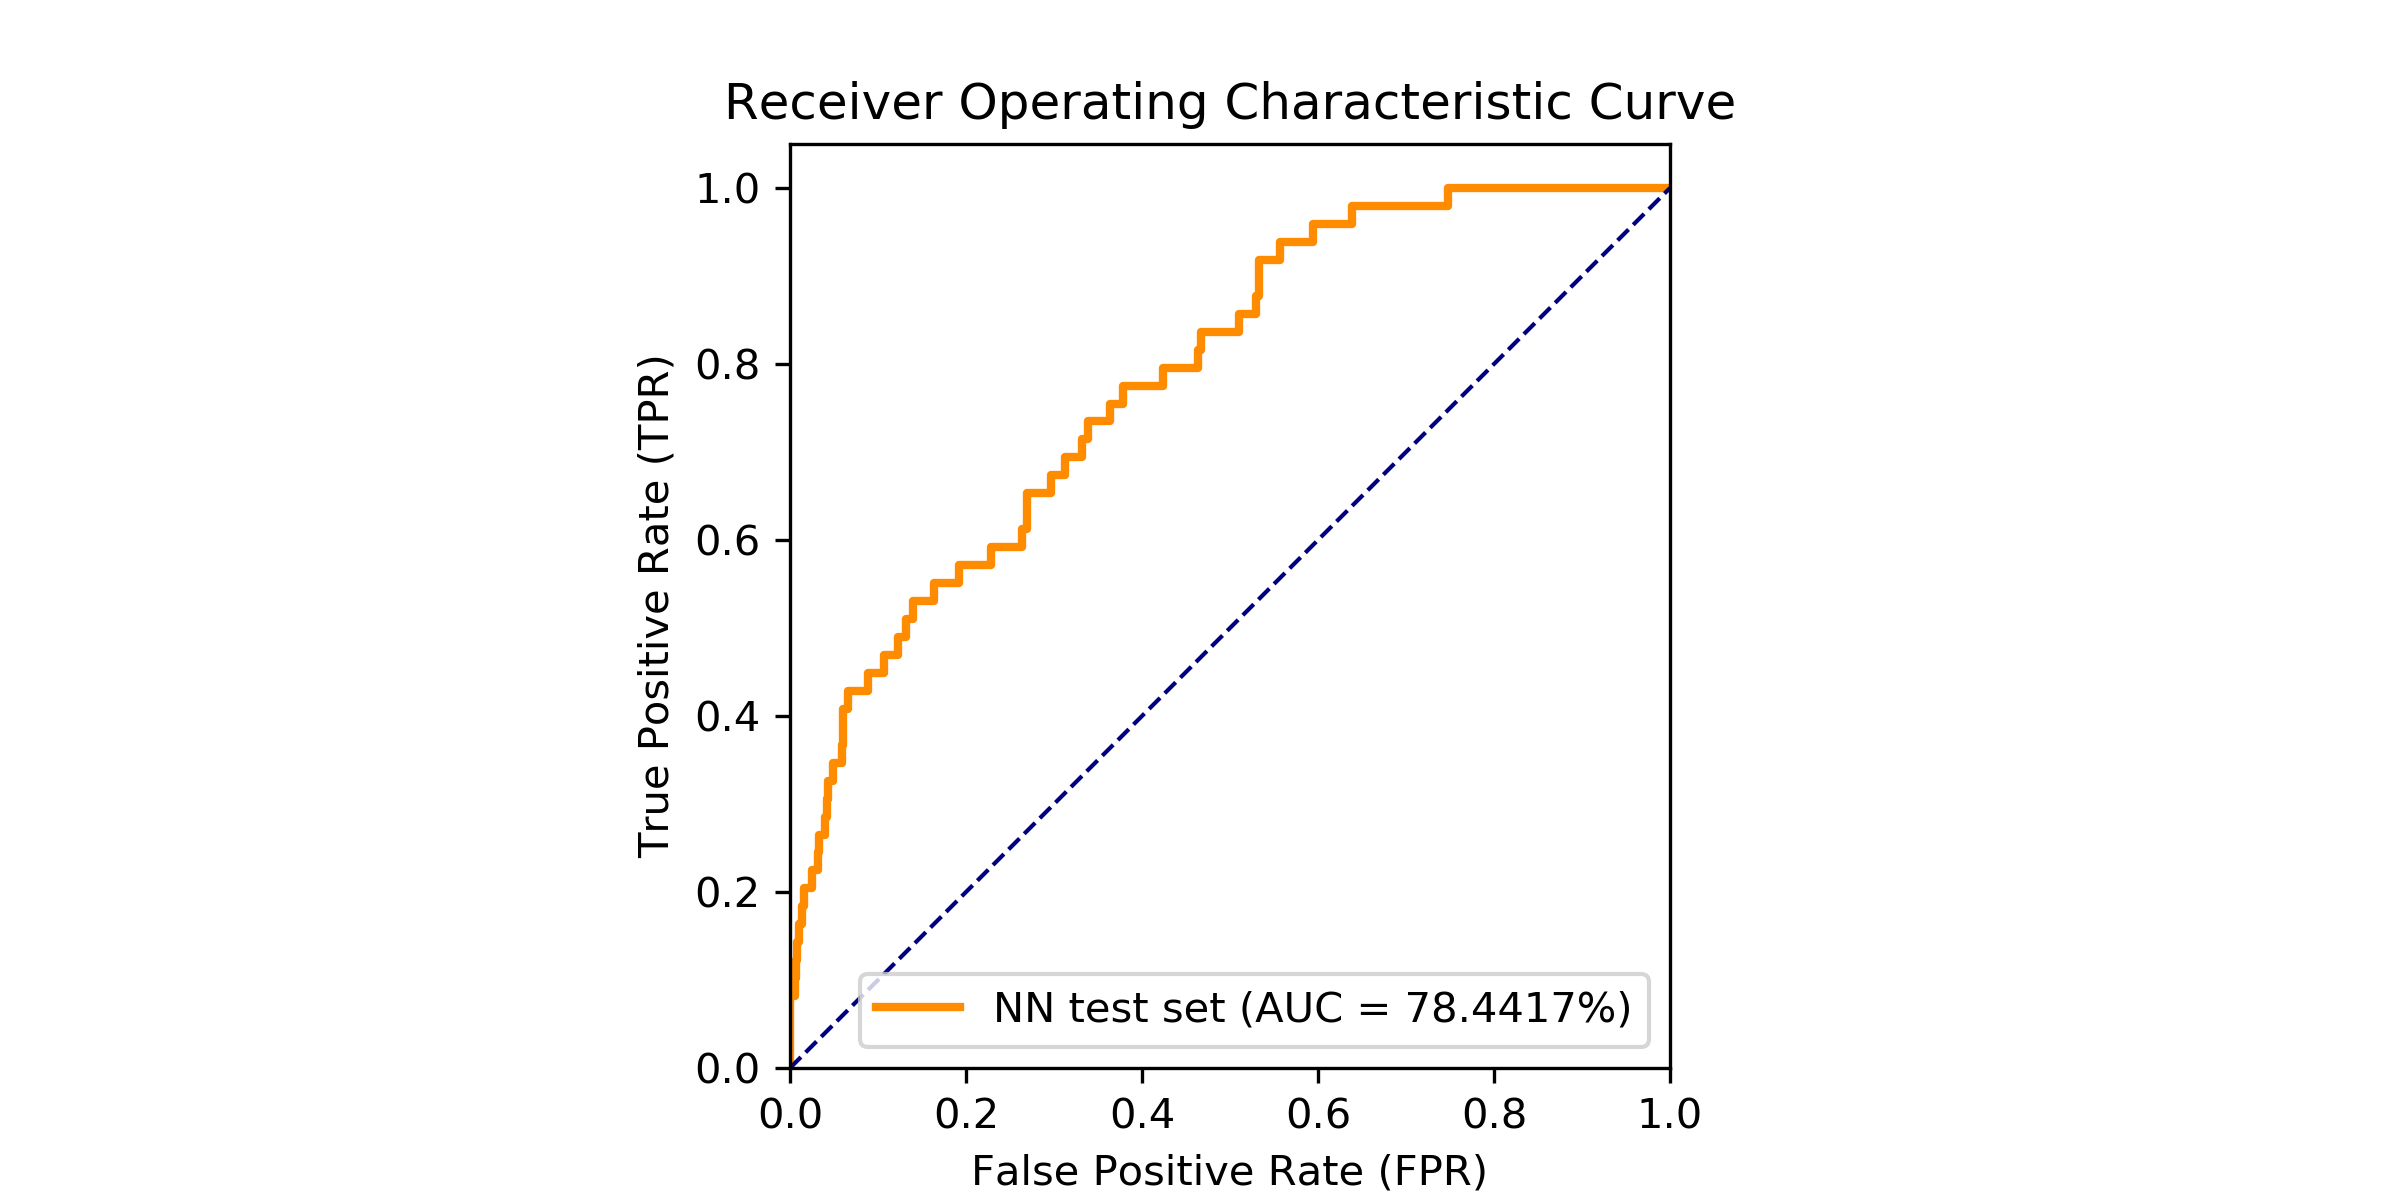 Receiver Operating Characteristic Curve
1.0
0.8
0.6
0.4
0.2
0.0
True Positive Rate (TPR)
NN test set (AUC = 78.4417%)
0.0 0.2 0.4 0.6 0.8 1.0
False Positive Rate (FPR)